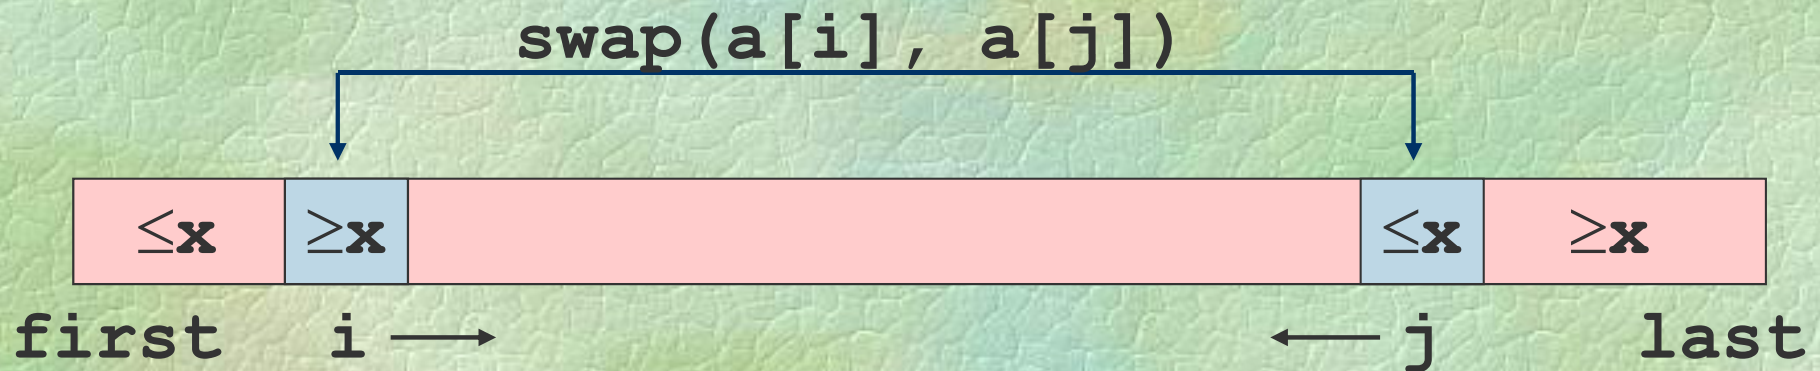 swap(a[i], a[j])
≤x ≥x ≤x ≥x
first i j last